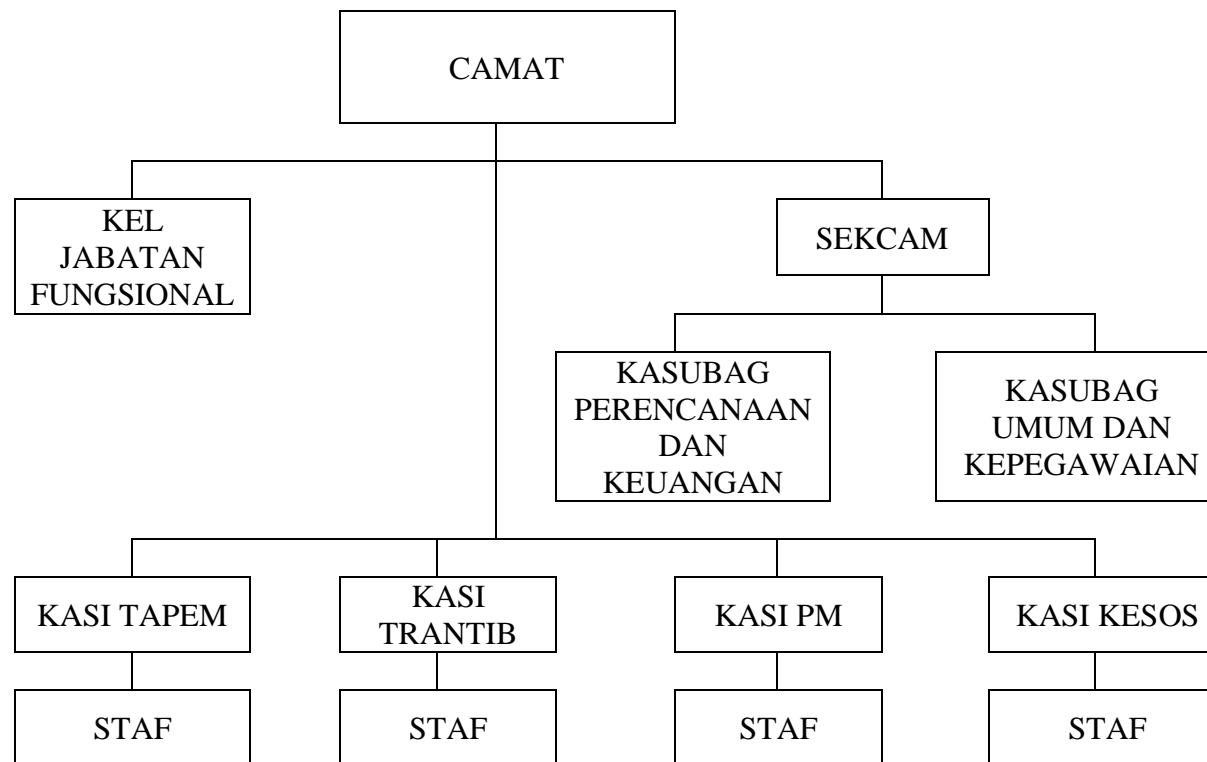 CAMAT
KEL
JABATAN
FUNGSIONAL
SEKCAM
KASUBAG
PERENCANAAN
DAN
KEUANGAN
KASUBAG
UMUM DAN
KEPEGAWAIAN
KASI TAPEM
KASI
TRANTIB
KASI PM
KASI KESOS
STAF
STAF
STAF
STAF